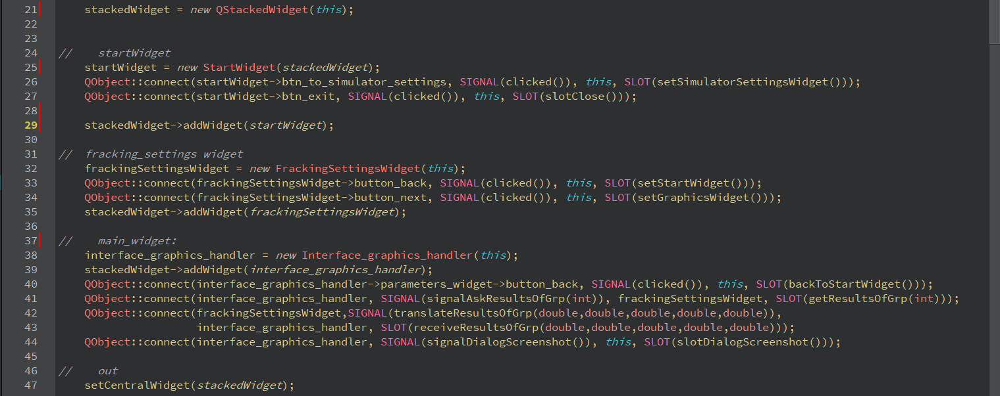 21 stackedWidget = new QStackedWidget(this);
22
23
24 // startWidget
25 startWidget = new StartWidget(stackedWidget);
26 QObject::connect(startWidget->btn_to_simulator_settings, SIGNAL(clicked()), this, SLOT(setSimulatorSettingsWidget()));
27 QObject::connect(startWidget->btn_exit, SIGNAL(clicked()), this, SLOT(slotClose()));
28
29 stackedWidget->addWidget(startWidget);
30
31 // fracking_settings widget
32 frackingSettingsWidget = new FrackingSettingsWidget(this);
33 QObject::connect(frackingSettingsWidget->button_back, SIGNAL(clicked()), this, SLOT(setStartWidget()));
34 QObject::connect(frackingSettingsWidget->button_next, SIGNAL(clicked()), this, SLOT(setGraphicsWidget()));
35 stackedWidget->addWidget(frackingSettingsWidget);
36
37 // main_widget:
38 interface_graphics_handler = new Interface_graphics_handler(this);
39 stackedWidget->addWidget(interface_graphics_handler);
40 QObject::connect(interface_graphics_handler->parameters_widget->button_back, SIGNAL(clicked()), this, SLOT(backToStartWidget()));
41 QObject::connect(interface_graphics_handler, SIGNAL(signalAskResultsOfGrp(int)), frackingSettingsWidget, SLOT(getResultsOfGrp(int)));
42 QObject::connect(frackingSettingsWidget,SIGNAL(translateResultsOfGrp(double,double,double,double,double)),
43 interface_graphics_handler, SLOT(receiveResultsOfGrp(double,double,double,double,double)));
44 QObject::connect(interface_graphics_handler, SIGNAL(signalDialogScreenshot()), this, SLOT(slotDialogScreenshot()));
45
46 // out
47 setCentralWidget(stackedWidget);